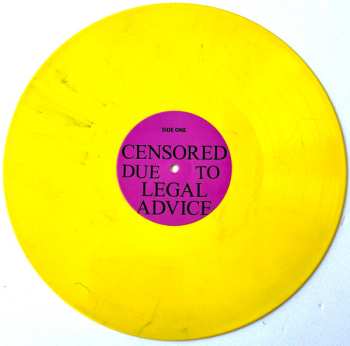 SIDE ONE
CENSORED
DUE TO
LEGAL
ADVICE